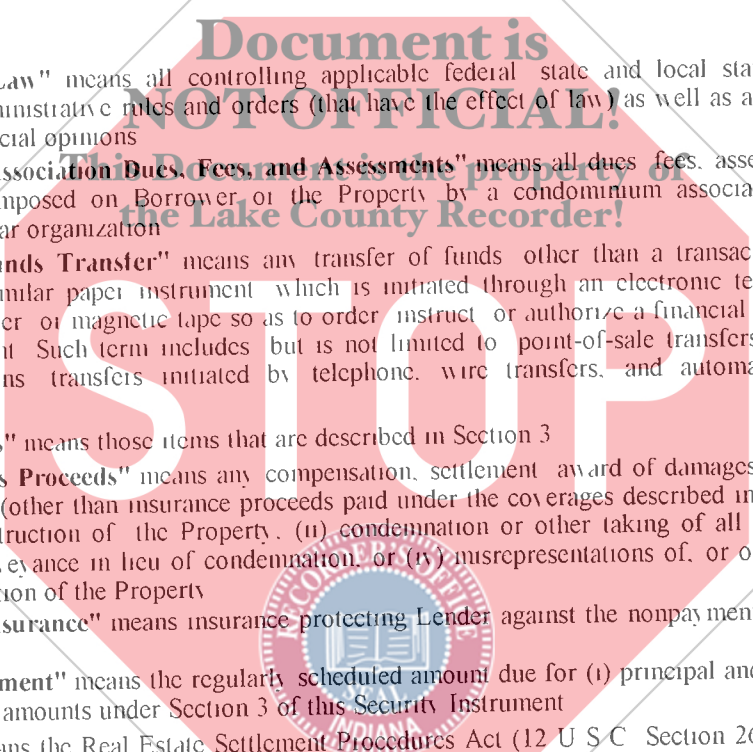 Document is
Law" means all controlling applicable federal state and local sta
ministrative rules and orders (that have the effect of law) as well as a
NOT OFFICIAL!
cial opinions
ssociation Dues, Fees, and Assessments" means all dues fees, asse
This Document is the property of
mposed on Borrower or the Property by a condominium associa
the Lake County Recorder!
ar organization
nds Transfer" means any transfer of funds other than a transac
milar paper instrument which is initiated through an electronic te
er or magnetic tape so as to order instruct or authorize a financial
nt Such term includes but is not limited to point-of-sale transfers
ns transfers initiated by telephone, wire transfers, and automa
STOP
s" means those items that are described in Section 3
s Proceeds" means any compensation, settlement award of damages
(other than insurance proceeds paid under the coverages described in
truction of the Property, (ii) condemnation or other taking of all
eyance in lieu of condemnation, or (iv) misrepresentations of, or o
ion of the Property
surance" means insurance protecting Lender against the nonpaymen
ment" means the regularly scheduled amount due for (i) principal and
amounts under Section 3 of this Security Instrument
ns the Real Estate Settlement Procedures Act (12 U S C Section 2
RECORDER'S OFFICE
SEAL
INDIANA